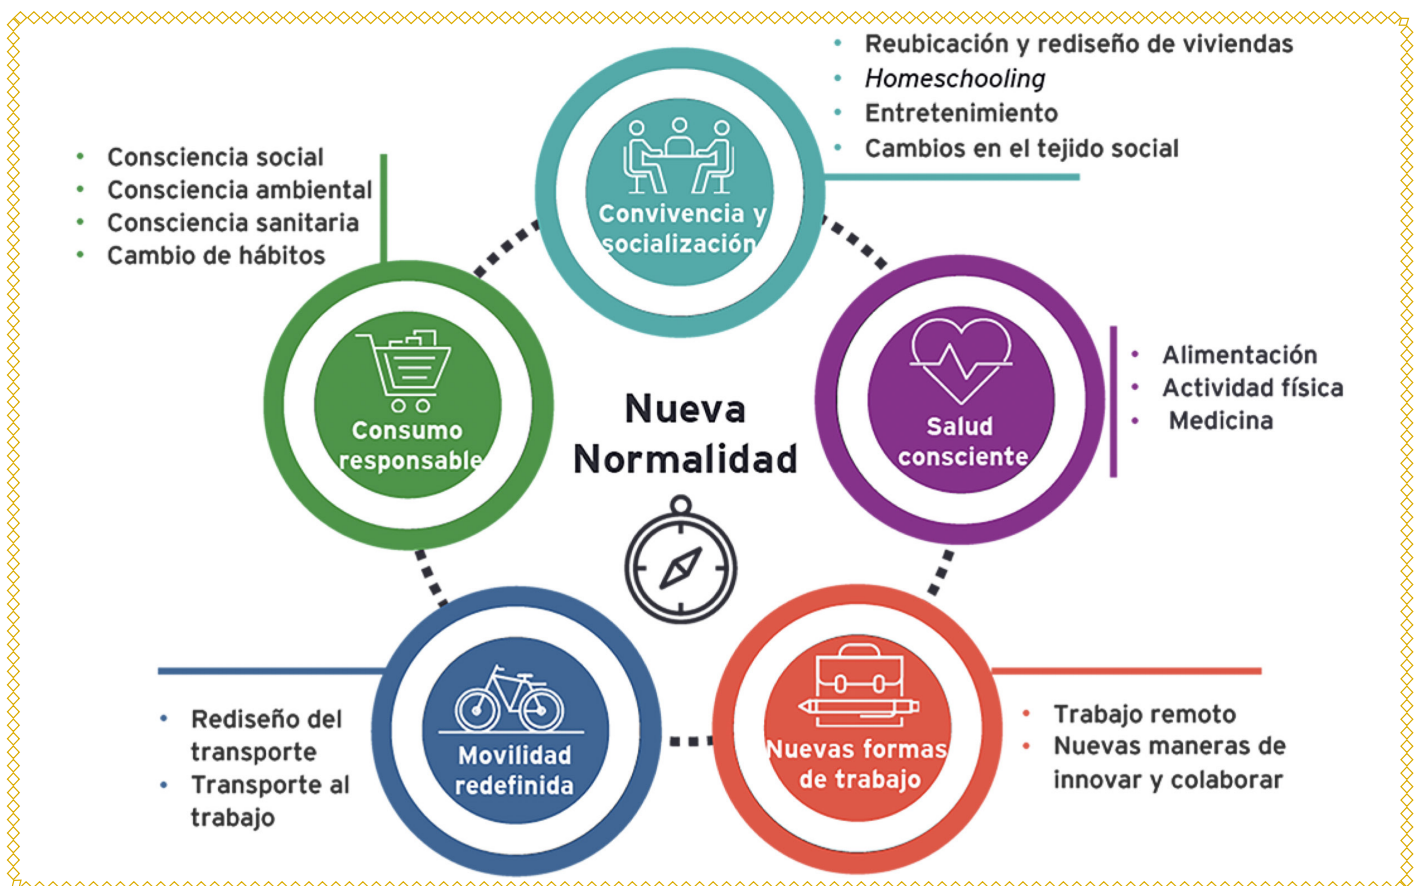 Reubicación y rediseño de viviendas
Homeschooling
Entretenimiento
Cambios en el tejido social
Convivencia y
socialización
Consciencia social
Consciencia ambiental
Consciencia sanitaria
Cambio de hábitos
Consumo
responsable
Nueva
Normalidad
Salud
consciente
Alimentación
Actividad física
Medicina
Movilidad
redefinida
Rediseño del
transporte
Transporte al
trabajo
Nuevas formas
de trabajo
Trabajo remoto
Nuevas maneras de
innovar y colaborar